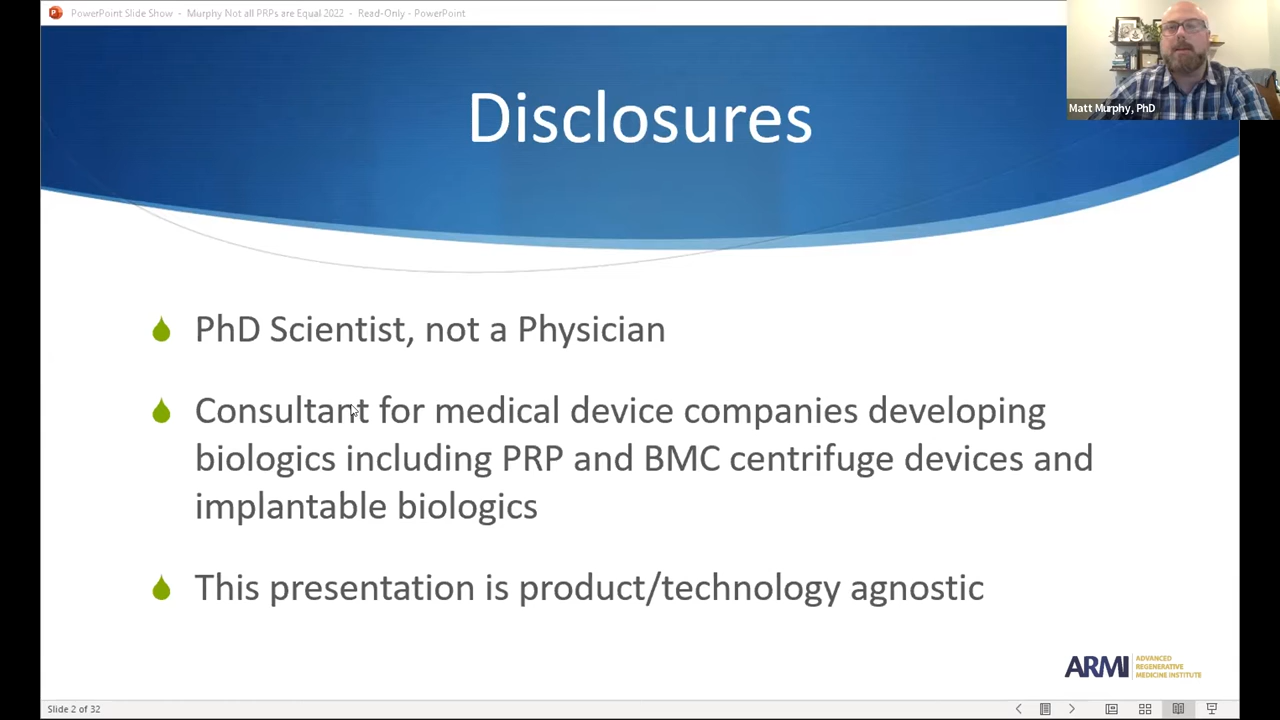 PowerPoint Slide Show - Murphy Not all PRPs are Equal 2022 - Read-Only - PowerPoint
Matt Murphy, PhD
Disclosures
PhD Scientist, not a Physician
Consultant for medical device companies developing
biologics including PRP and BMC centrifuge devices and
implantable biologics
This presentation is product/technology agnostic
ARMI
ADVANCED
REGENERATIVE
MEDICINE INSTITUTE
Slide 2 of 32